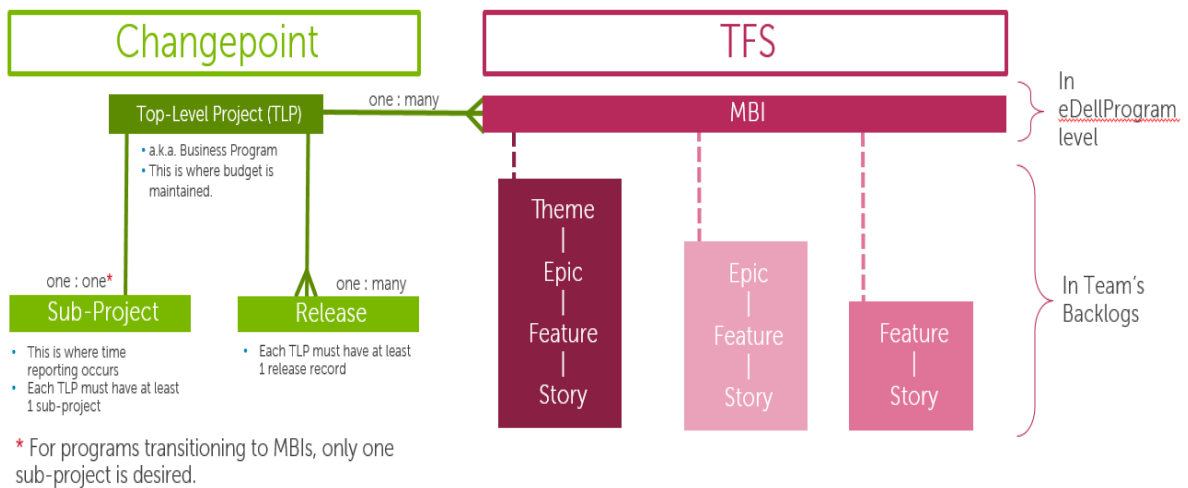 Changepoint
TFS
Top-Level Project (TLP)
one : many
MBI
In
eDellProgram
level
• a.k.a. Business Program
• This is where budget is
maintained.
one : one*
one : many
Sub-Project
Release
• This is where time
reporting occurs
• Each TLP must have at least
1 sub-project
• Each TLP must have at least
1 release record
Theme
Epic
Feature
Story
Epic
Feature
Story
Feature
Story
In Team's
Backlogs
* For programs transitioning to MBIs, only one
sub-project is desired.